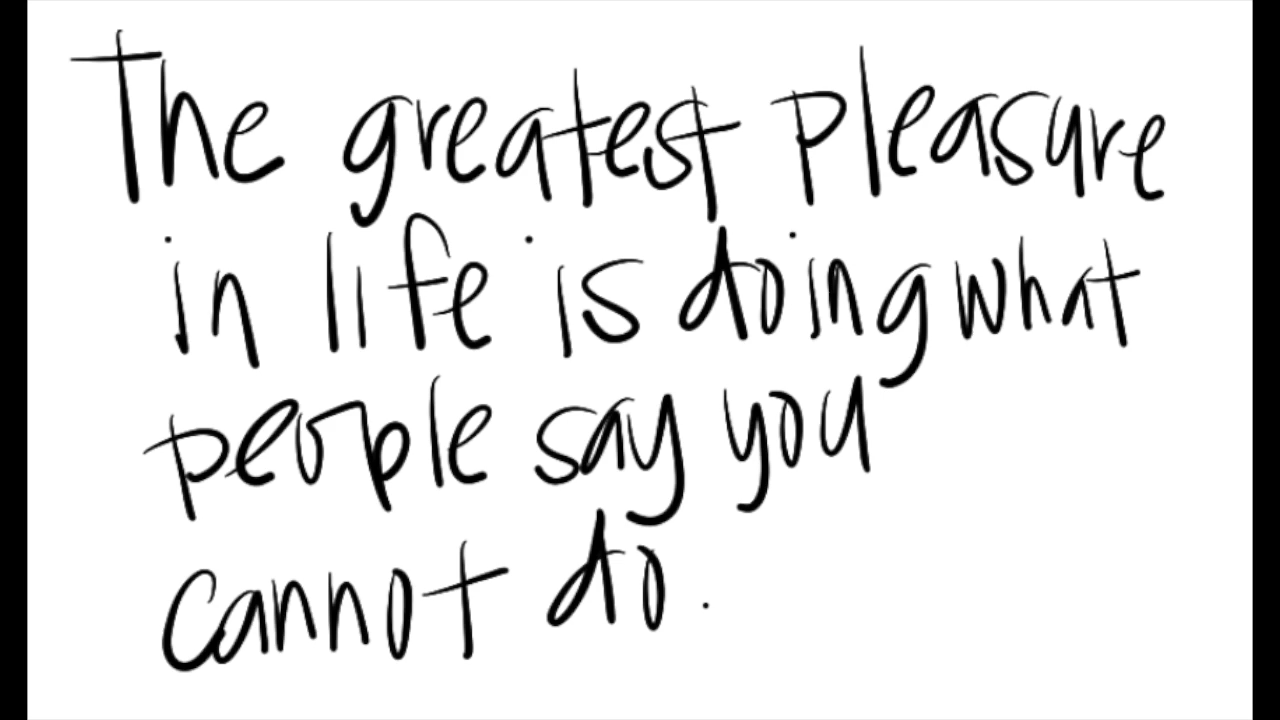 The greatest pleasure
in life is doing what
people say you
cannot do.